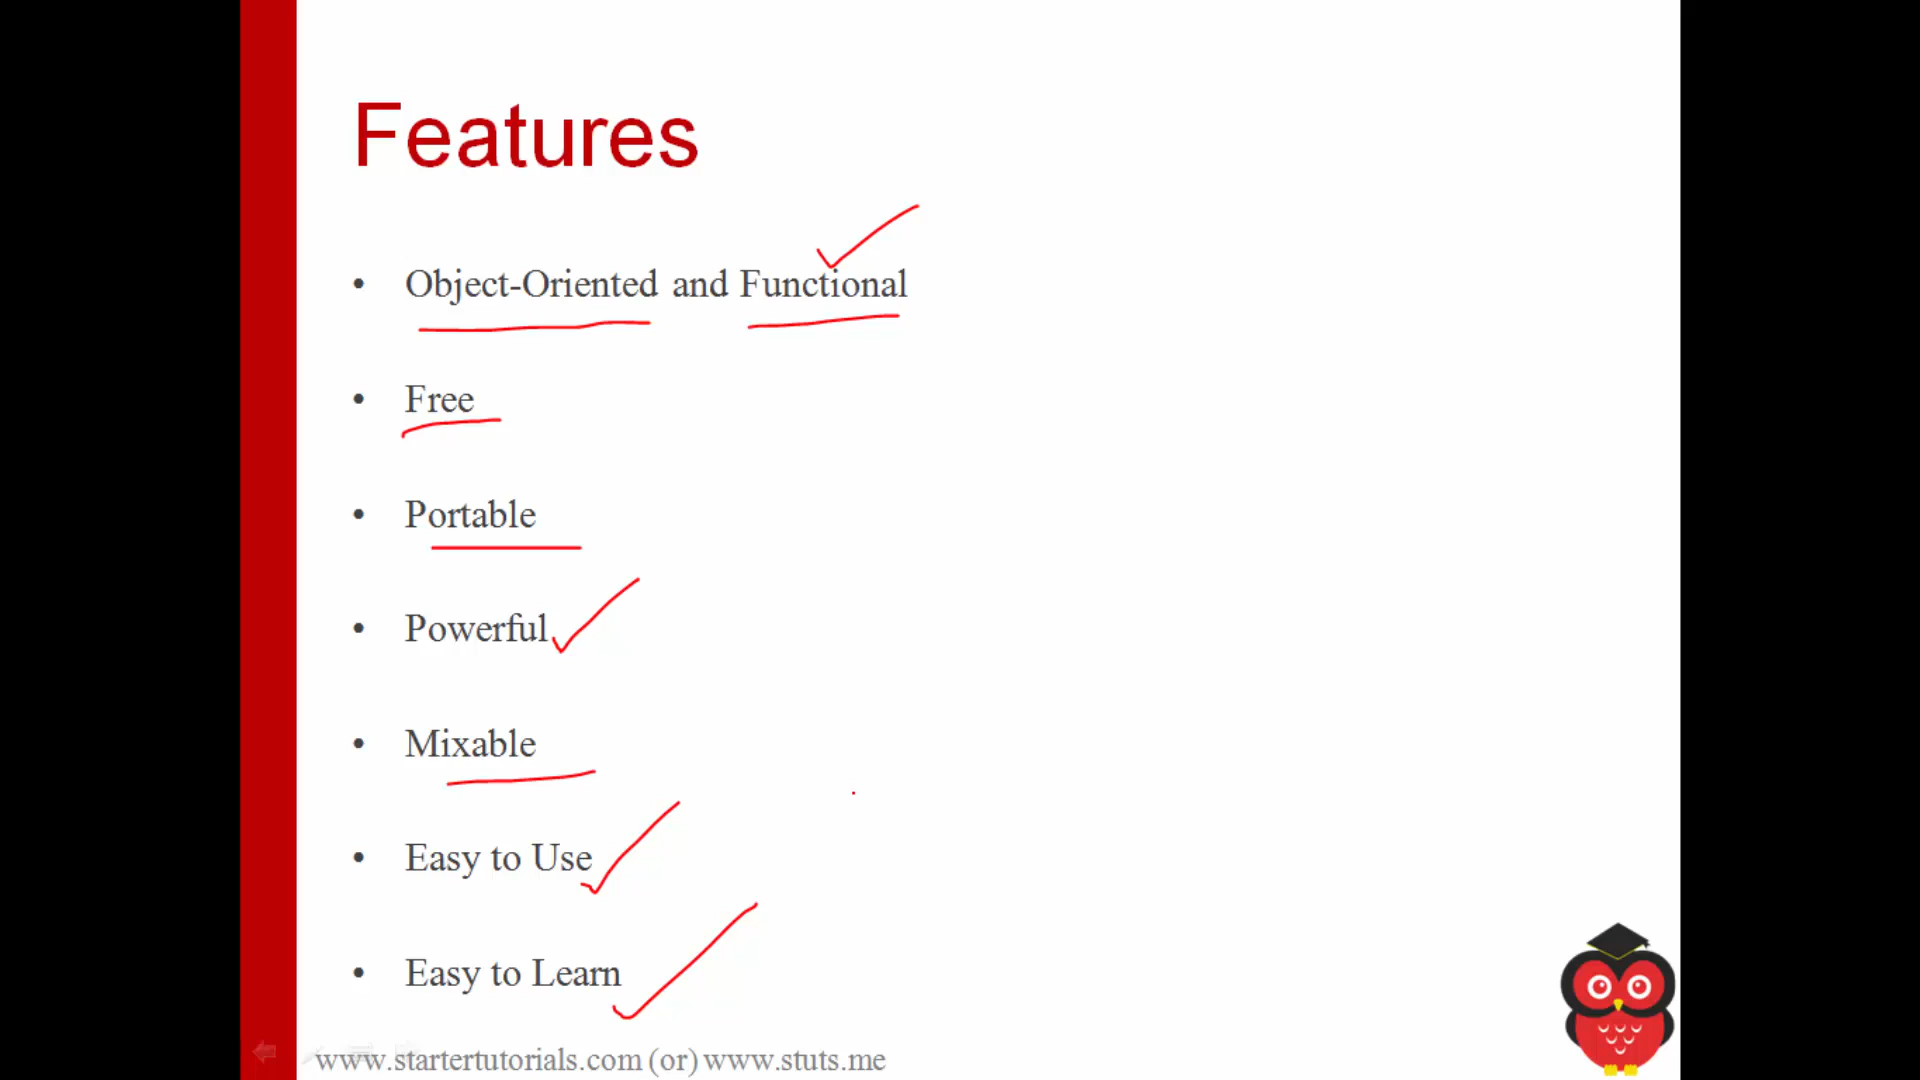 Features
• Object-Oriented and Functional
• Free
• Portable
• Powerful
• Mixable
• Easy to Use
• Easy to Learn
www.startertutorials.com (or) www.stuts.me